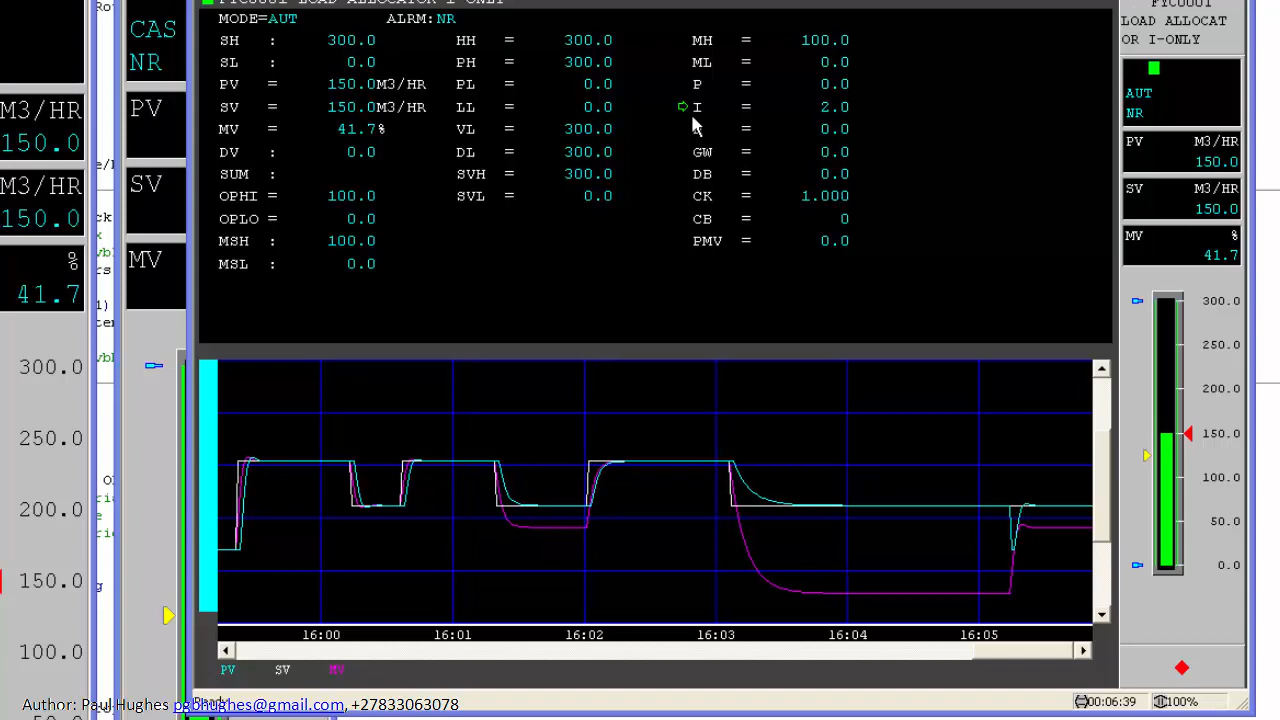 FYC0001 LOAD ALLOCATOR I-ONLY
MODE=AUT ALRM:NR
SH : 300.0 HH = 300.0 MH = 100.0
SL : 0.0 PH = 300.0 ML = 0.0
PV = 150.0M3/HR PL = 0.0 P = 0.0
SV = 150.0M3/HR LL = 0.0 I = 2.0
MV = 41.7% VL = 300.0 = 0.0
DV : 0.0 DL = 300.0 GW = 0.0
SUM = SVH = 300.0 DB = 0.0
OPHI = 100.0 SVL = 0.0 CK = 1.000
OPLO = 0.0 CB = 0
MSH : 100.0 PMV = 0.0
MSL : 0.0
16:00 16:01 16:02 16:03 16:04 16:05
PV SV MV
M3/HR
150.0
M3/HR
150.0
%
41.7
300.0
250.0
200.0
150.0
100.0
CAS
NR
PV
SV
MV
FYC0001
LOAD ALLOCAT
OR I-ONLY
AUT
NR
PV M3/HR
150.0
SV M3/HR
150.0
MV %
41.7
300.0
250.0
200.0
150.0
100.0
50.0
0.0
Author: Paul Hughes pgbhughes@gmail.com, +27833063078
00:06:39 100%